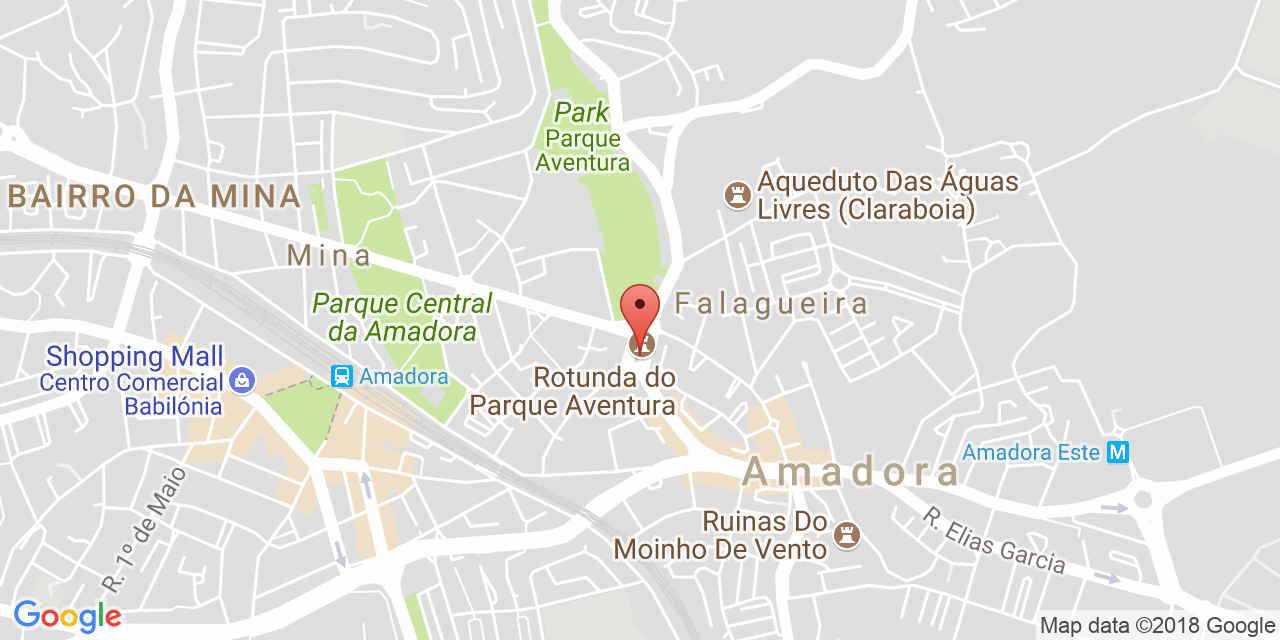 Park
Parque
Aventura
Aqueduto Das Águas
Livres (Claraboia)
BAIRRO DA MINA
Mina
Parque Central
da Amadora
Falagueira
Shopping Mall
Centro Comercial
Babilónia
Amadora
Rotunda do
Parque Aventura
Amadora Este M
Amadora
R. 1º de Maio
Ruinas Do
Moinho De Vento
R. Elias Garcia
Google
Map data ©2018 Google